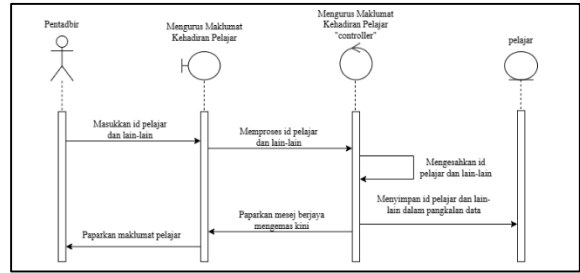 Pentadbir
Mengurus Maklumat
Kehadiran Pelajar
Mengurus Maklumat
Kehadiran Pelajar
"controller"
pelajar
Masukkan id pelajar
dan lain-lain
Memproses id pelajar
dan lain-lain
Mengesahkan id
pelajar dan lain-lain
Menyimpan id pelajar dan lain-
lain dalam pangkalan data
Paparkan mesej berjaya
mengemas kini
Paparkan maklumat pelajar